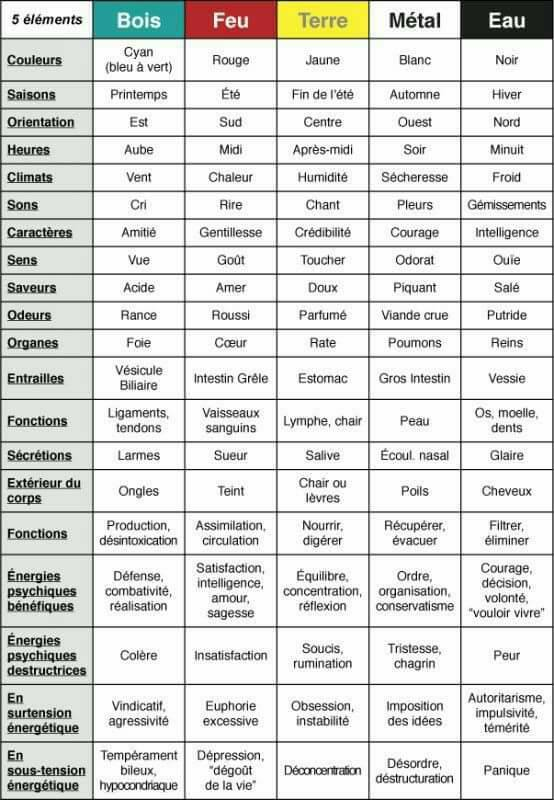 5 éléments Bois Feu Terre Métal Eau
Couleurs Cyan (bleu à vert) Rouge Jaune Blanc Noir
Saisons Printemps Été Fin de l'été Automne Hiver
Orientation Est Sud Centre Ouest Nord
Heures Aube Midi Après-midi Soir Minuit
Climats Vent Chaleur Humidité Sécheresse Froid
Sons Cri Rire Chant Pleurs Gémissements
Caractères Amitié Gentillesse Crédibilité Courage Intelligence
Sens Vue Goût Toucher Odorat Ouïe
Saveurs Acide Amer Doux Piquant Salé
Odeurs Rance Roussi Parfumé Viande crue Putride
Organes Foie Cœur Rate Poumons Reins
Entrailles Vésicule Biliaire Intestin Grêle Estomac Gros Intestin Vessie
Fonctions Ligaments, tendons Vaisseaux sanguins Lymphe, chair Peau Os, moelle, dents
Sécrétions Larmes Sueur Salive Écoul. nasal Glaire
Extérieur du corps Ongles Teint Chair ou lèvres Poils Cheveux
Fonctions Production, désintoxication Assimilation, circulation Nourrir, digérer Récupérer, évacuer Filtrer, éliminer
Énergies psychiques bénéfiques Défense, combativité, réalisation Satisfaction, intelligence, amour, sagesse Équilibre, concentration, réflexion Ordre, organisation, conservatisme Courage, décision, volonté, "vouloir vivre"
Énergies psychiques destructrices Colère Insatisfaction Soucis, rumination Tristesse, chagrin Peur
En surtension énergétique Vindicatif, agressivité Euphorie excessive Obsession, instabilité Imposition des idées Autoritarisme, impulsivité, témérité
En sous-tension énergétique Tempérament bileux, hypocondriaque Dépression, "dégoût de la vie" Déconcentration Désordre, déstructuration Panique